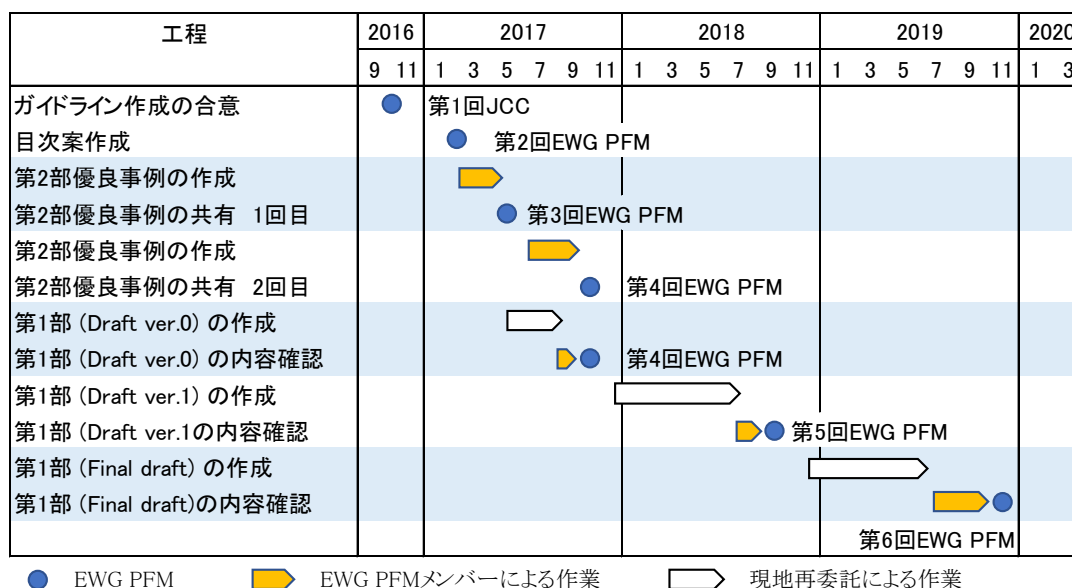 工程 2016 2017 2018 2019 2020
9 11 1 3 5 7 9 11 1 3 5 7 9 11 1 3 5 7 9 11 1 3
ガイドライン作成の合意 第1回JCC
目次案作成 第2回EWG PFM
第2部優良事例の作成
第2部優良事例の共有 1回目 第3回EWG PFM
第2部優良事例の作成
第2部優良事例の共有 2回目 第4回EWG PFM
第1部 (Draft ver.0) の作成
第1部 (Draft ver.0) の内容確認 第4回EWG PFM
第1部 (Draft ver.1) の作成
第1部 (Draft ver.1の内容確認 第5回EWG PFM
第1部 (Final draft) の作成
第1部 (Final draft)の内容確認
第6回EWG PFM
EWG PFM EWG PFMメンバーによる作業 現地再委託による作業